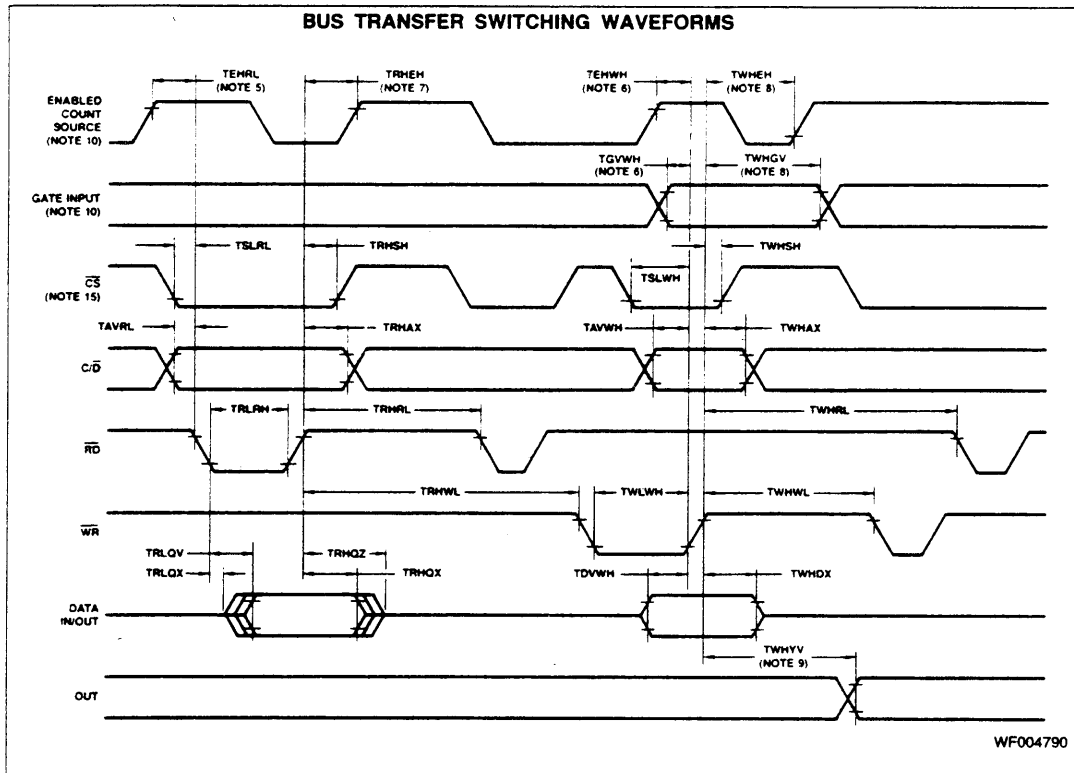 BUS TRANSFER SWITCHING WAVEFORMS
TEHRL
(NOTE 5)
TRHEH
(NOTE 7)
TEHWH
(NOTE 6)
TWHEH
(NOTE 8)
ENABLED
COUNT
SOURCE
(NOTE 10)
TGVWH
(NOTE 6)
TWHGV
(NOTE 8)
GATE INPUT
(NOTE 10)
TSLRL
TRHSH
TSLWH
TWHSH
CS
(NOTE 15)
TAVRL
TRHAX
TAVWH
TWHAX
C/D
TRLRH
TRHRL
TWHRL
RD
TRHWL
TWLWH
TWHWL
WR
TRLQV
TRHQZ
TRLQX
TRHQX
TDVWH
TWHDX
DATA
IN/OUT
TWHYV
(NOTE 9)
OUT
WF004790